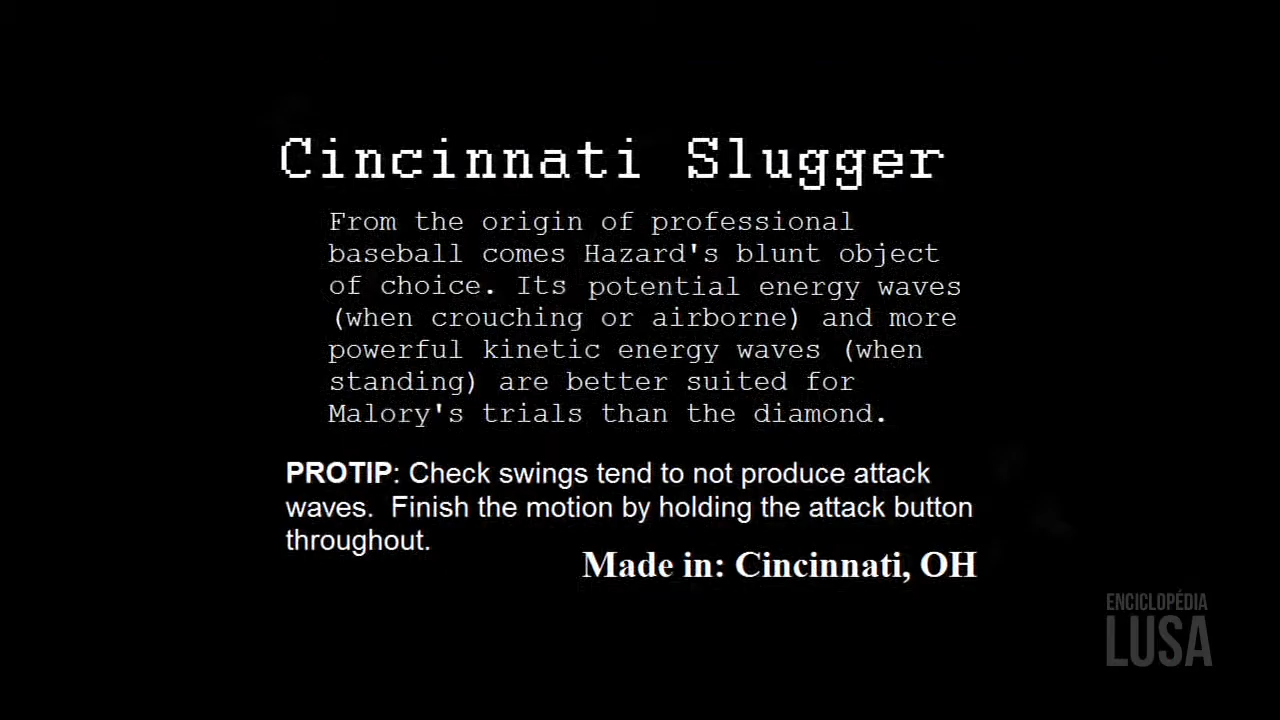 Cincinnati Slugger
From the origin of professional
baseball comes Hazard's blunt object
of choice. Its potential energy waves
(when crouching or airborne) and more
powerful kinetic energy waves (when
standing) are better suited for
Malory's trials than the diamond.
PROTIP: Check swings tend to not produce attack
waves.  Finish the motion by holding the attack button
throughout.
Made in: Cincinnati, OH
ENCICLOPÉDIA
LUSA